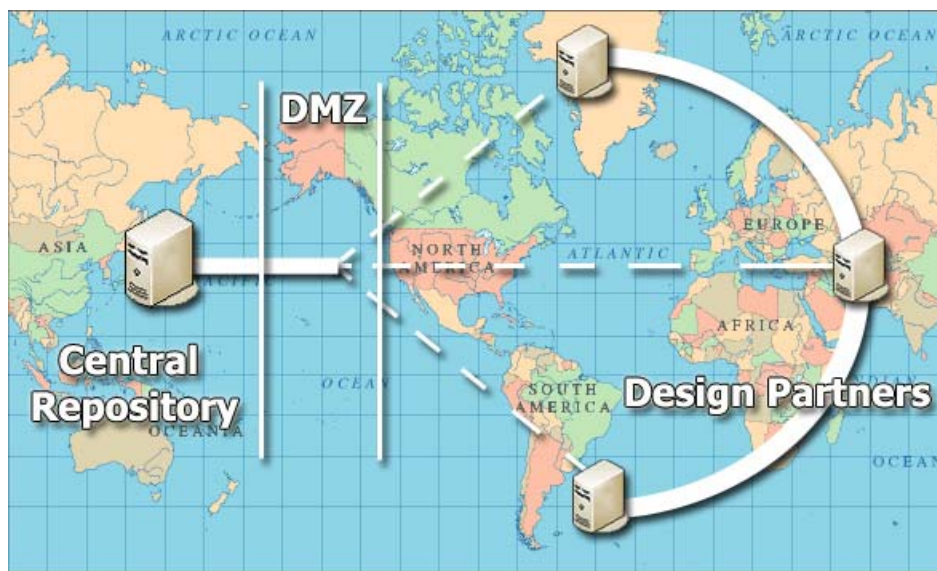 ARCTIC OCEAN
ARCTIC OCEAN
DMZ
ASIA
NORTH
AMERICA
ATLANTIC
EUROPE
PACIFIC
AFRICA
Central
Repository
OCEAN
SOUTH
AMERICA
Design Partners
OCEANIA
OCEAN